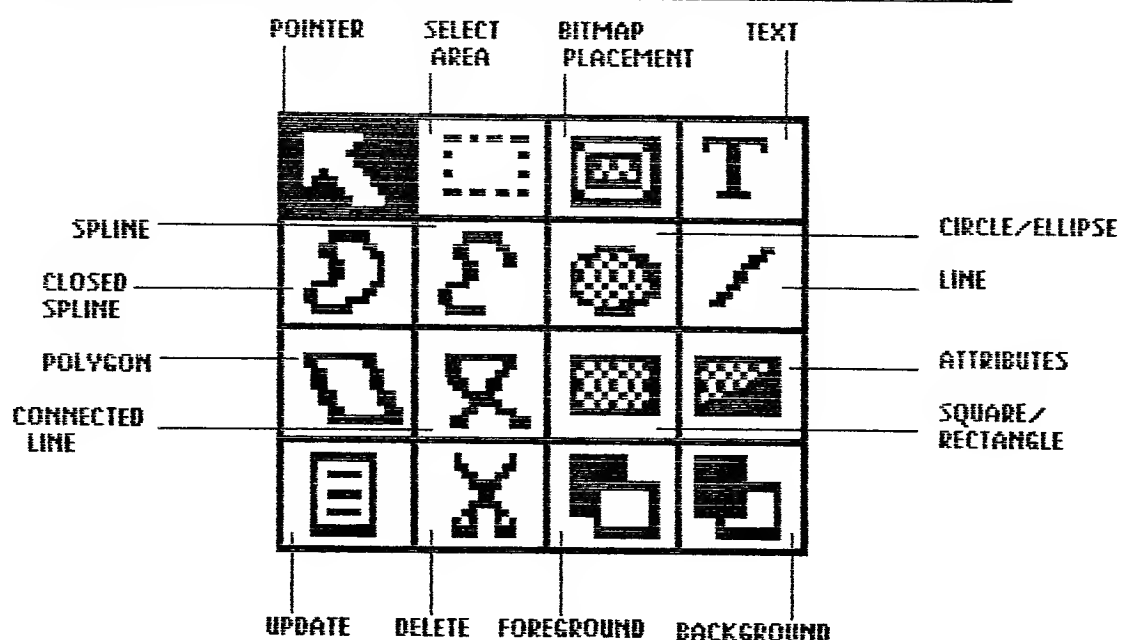 POINTER
SELECT
AREA
BITMAP
PLACEMENT
TEXT
T
SPLINE
CLOSED
SPLINE
POLYGON
CONNECTED
LINE
CIRCLE/ELLIPSE
LINE
ATTRIBUTES
SQUARE/
RECTANGLE
UPDATE
DELETE
FOREGROUND
BACKGROUND